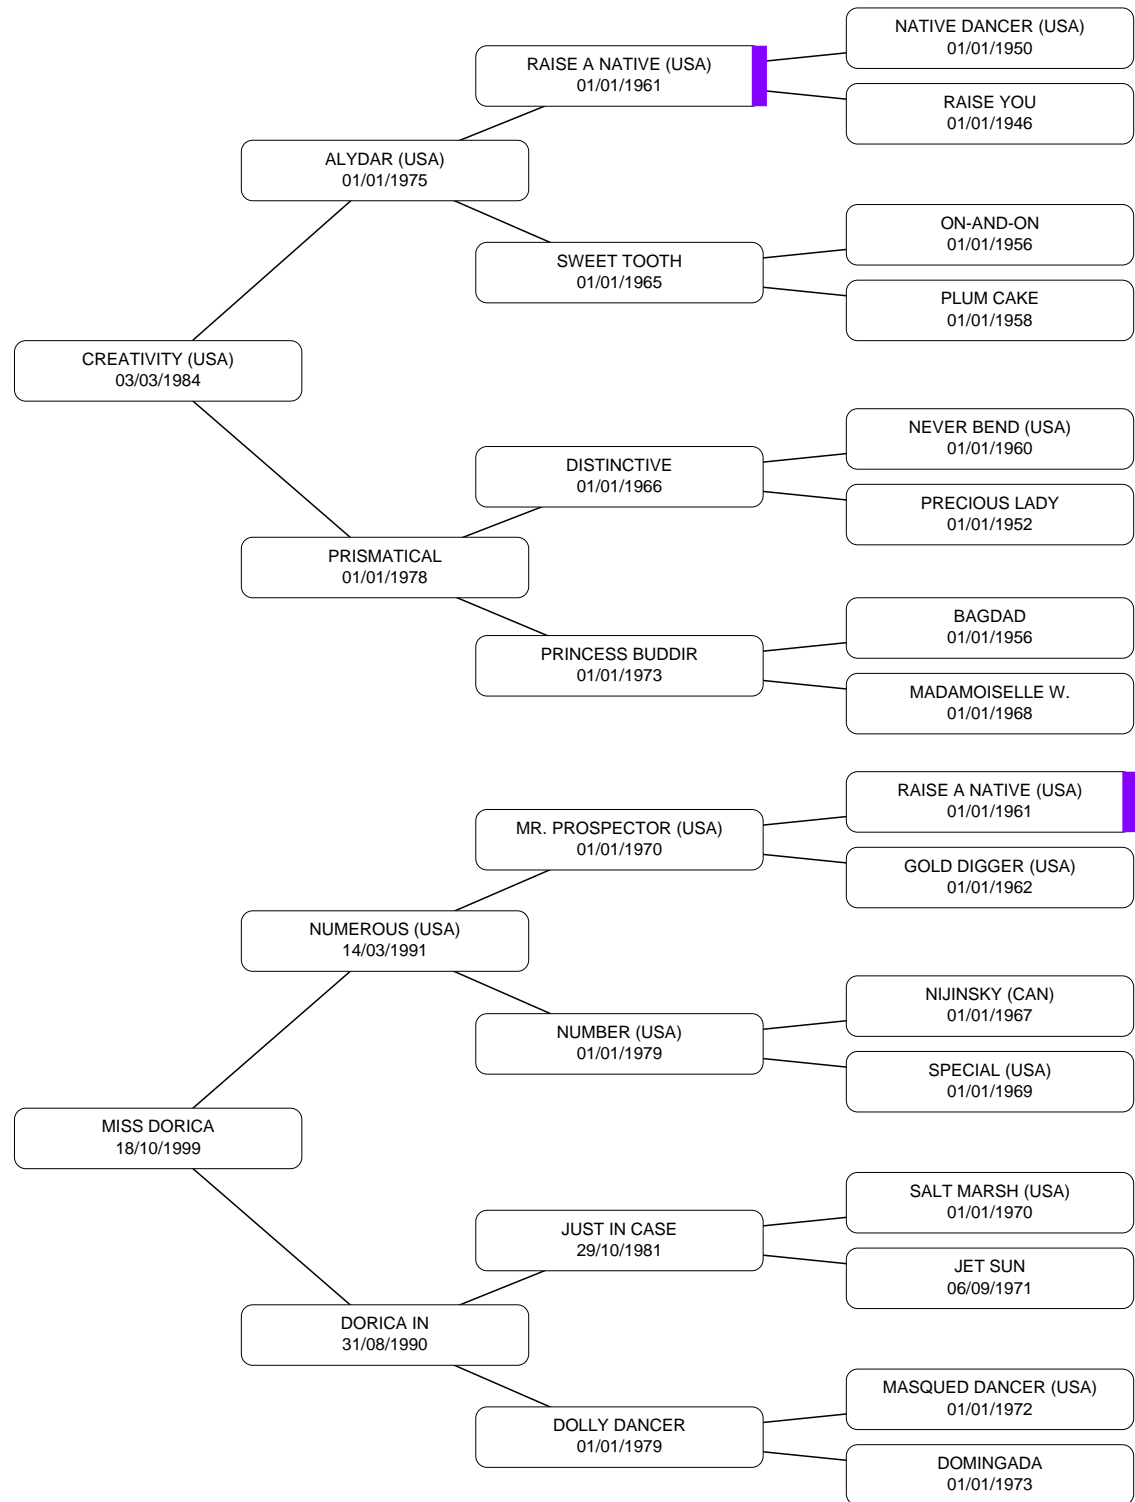 NATIVE DANCER (USA)
01/01/1950
RAISE A NATIVE (USA)
01/01/1961
RAISE YOU
01/01/1946
ALYDAR (USA)
01/01/1975
ON-AND-ON
01/01/1956
SWEET TOOTH
01/01/1965
PLUM CAKE
01/01/1958
CREATIVITY (USA)
03/03/1984
NEVER BEND (USA)
01/01/1960
DISTINCTIVE
01/01/1966
PRECIOUS LADY
01/01/1952
PRISMATICAL
01/01/1978
BAGDAD
01/01/1956
PRINCESS BUDDIR
01/01/1973
MADAMOISELLE W.
01/01/1968
RAISE A NATIVE (USA)
01/01/1961
MR. PROSPECTOR (USA)
01/01/1970
GOLD DIGGER (USA)
01/01/1962
NUMEROUS (USA)
14/03/1991
NIJINSKY (CAN)
01/01/1967
NUMBER (USA)
01/01/1979
SPECIAL (USA)
01/01/1969
MISS DORICA
18/10/1999
SALT MARSH (USA)
01/01/1970
JUST IN CASE
29/10/1981
JET SUN
06/09/1971
DORICA IN
31/08/1990
MASQUED DANCER (USA)
01/01/1972
DOLLY DANCER
01/01/1979
DOMINGADA
01/01/1973